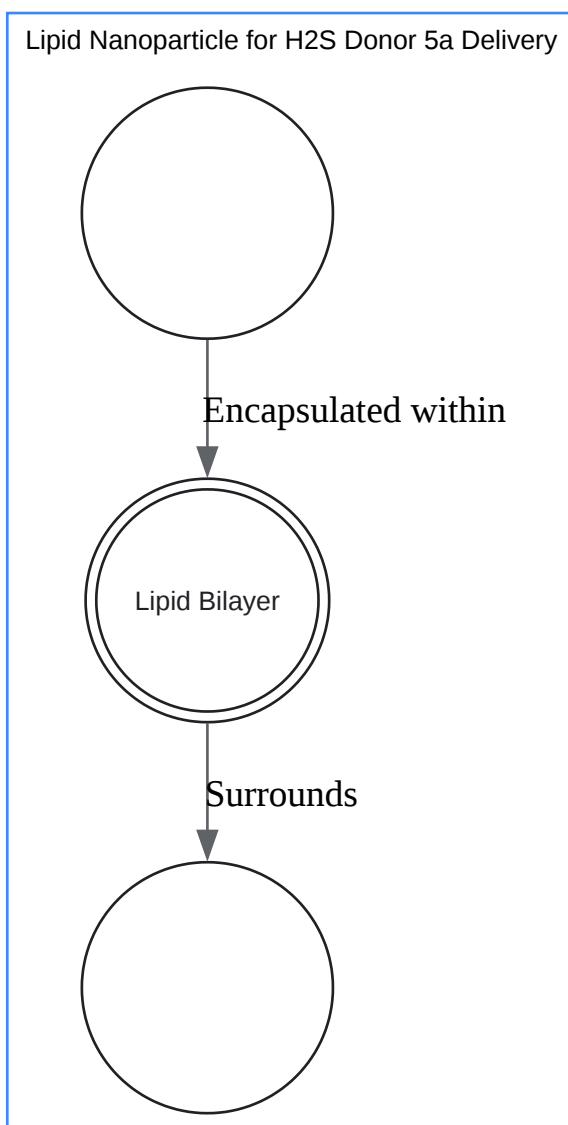 Lipid Nanoparticle for H2S Donor 5a Delivery
Encapsulated within
Lipid Bilayer
Surrounds